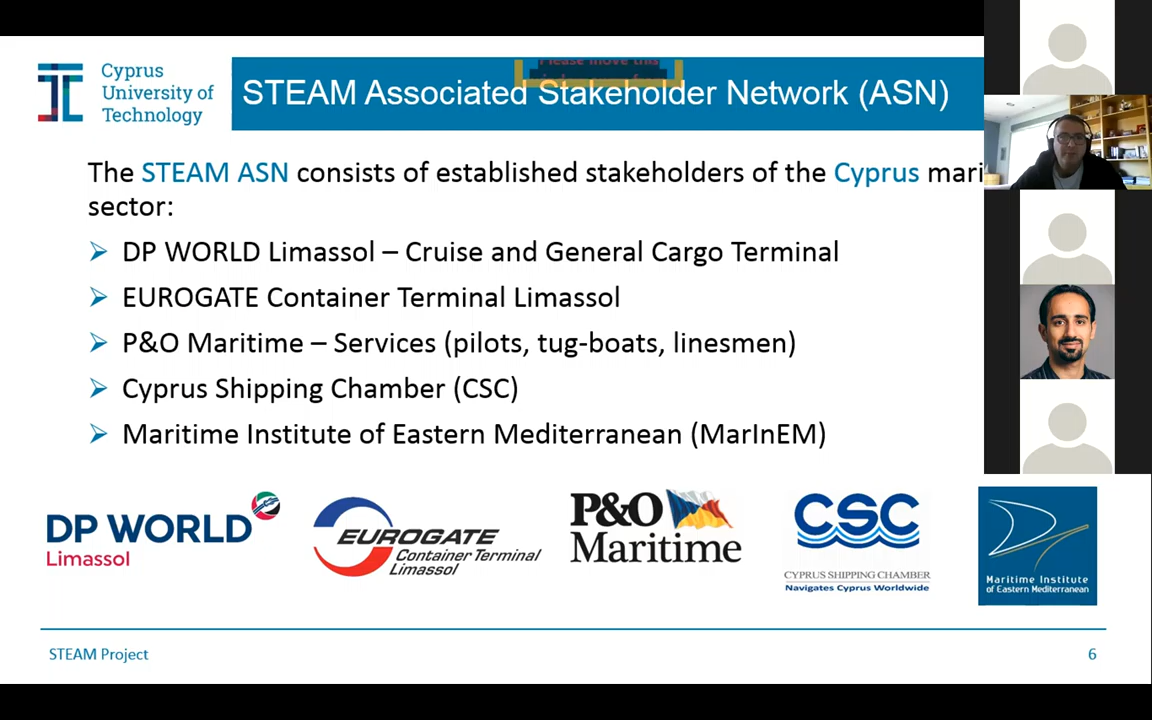 Cyprus
University of
Technology
Please move this
STEAM Associated Stakeholder Network (ASN)
The STEAM ASN consists of established stakeholders of the Cyprus mari
sector:
DP WORLD Limassol – Cruise and General Cargo Terminal
EUROGATE Container Terminal Limassol
P&O Maritime – Services (pilots, tug-boats, linesmen)
Cyprus Shipping Chamber (CSC)
Maritime Institute of Eastern Mediterranean (MarInEM)
DP WORLD
Limassol
EUROGATE
Container Terminal
Limassol
P&O
Maritime
CSC
CYPRUS SHIPPING CHAMBER
Navigates Cyprus Worldwide
Maritime Institute
of Eastern Mediterranean
STEAM Project
6